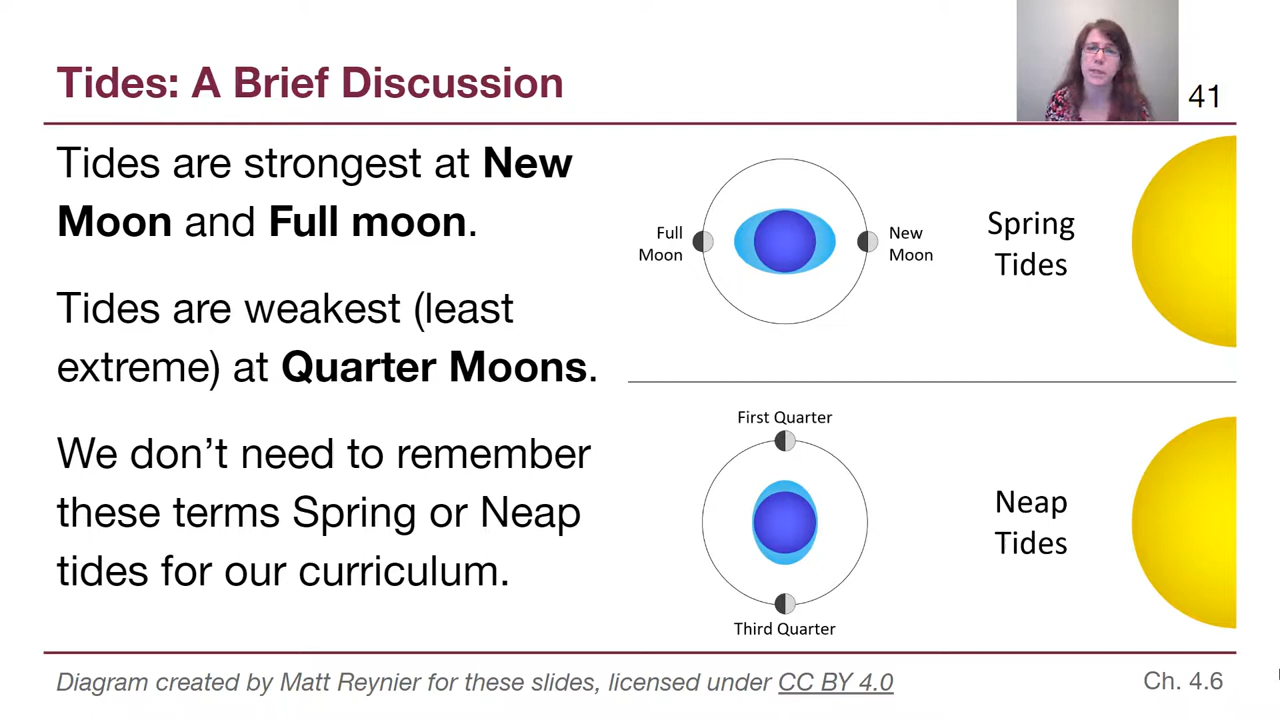 Tides: A Brief Discussion
41
Tides are strongest at New
Moon and Full moon.
Tides are weakest (least
extreme) at Quarter Moons.
We don’t need to remember
these terms Spring or Neap
tides for our curriculum.
Full
Moon
New
Moon
Spring
Tides
First Quarter
Third Quarter
Neap
Tides
Diagram created by Matt Reynier for these slides, licensed under CC BY 4.0
Ch. 4.6